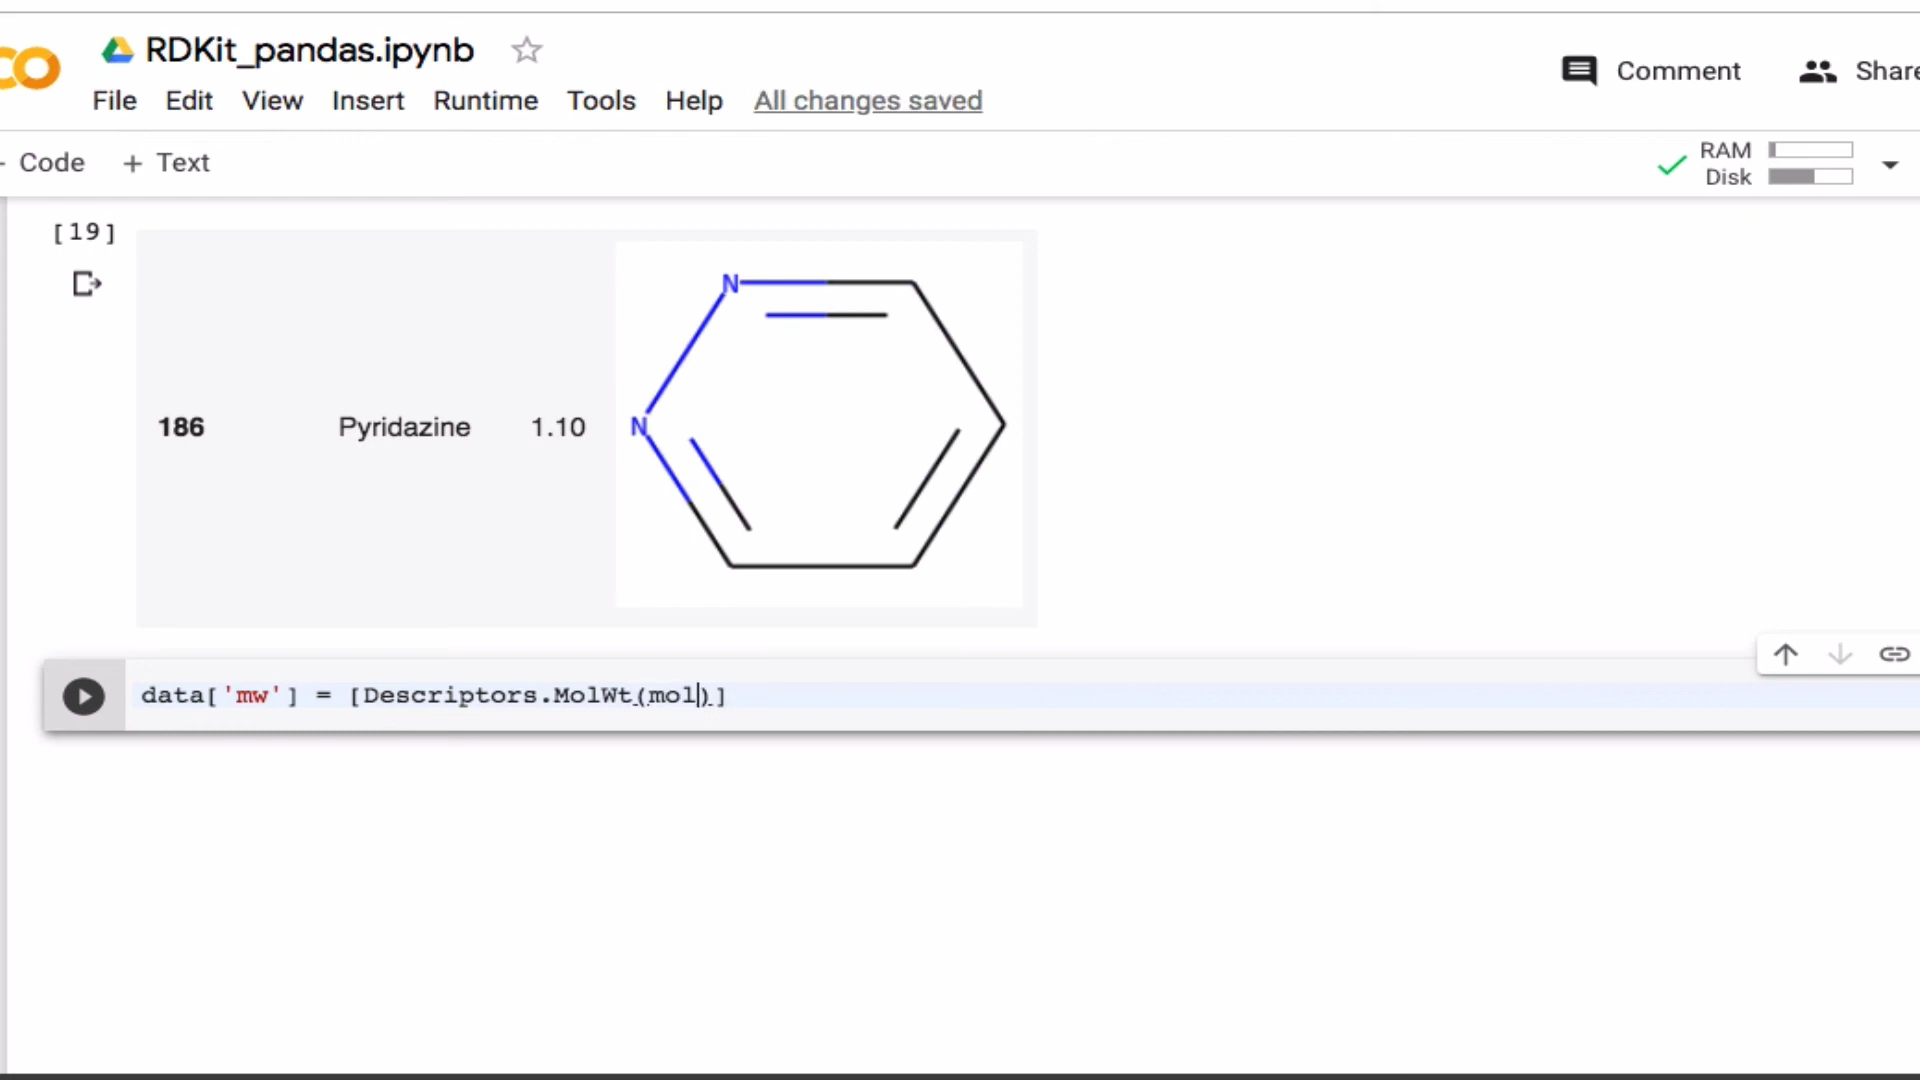 RDKit_pandas.ipynb
Comment
File Edit View Insert Runtime Tools Help All changes saved
Code + Text
RAM
Disk
[19]
N
186 Pyridazine 1.10 N
data['mw'] = [Descriptors.MolWt(mol)]